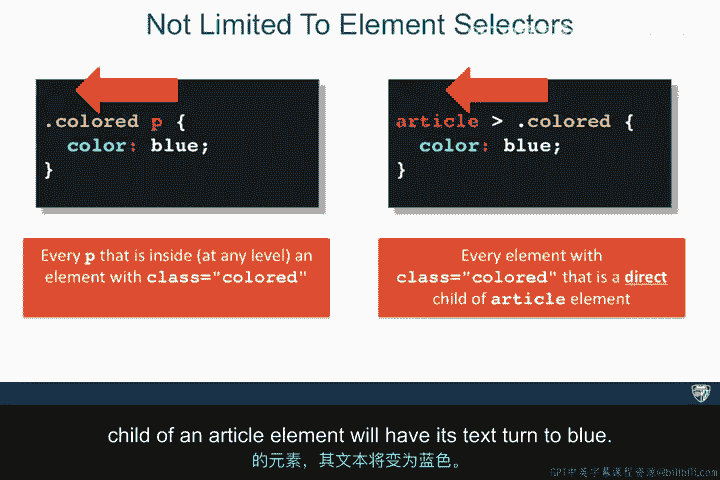 Not Limited To Element Selectors
.colored p {
color: blue;
}
Every p that is inside (at any level) an
element with class="colored"
article > .colored {
color: blue;
}
Every element with
class="colored" that is a direct
child of article element
child of an article element will have its text turn to blue.
的元素，其文本将变为蓝色。